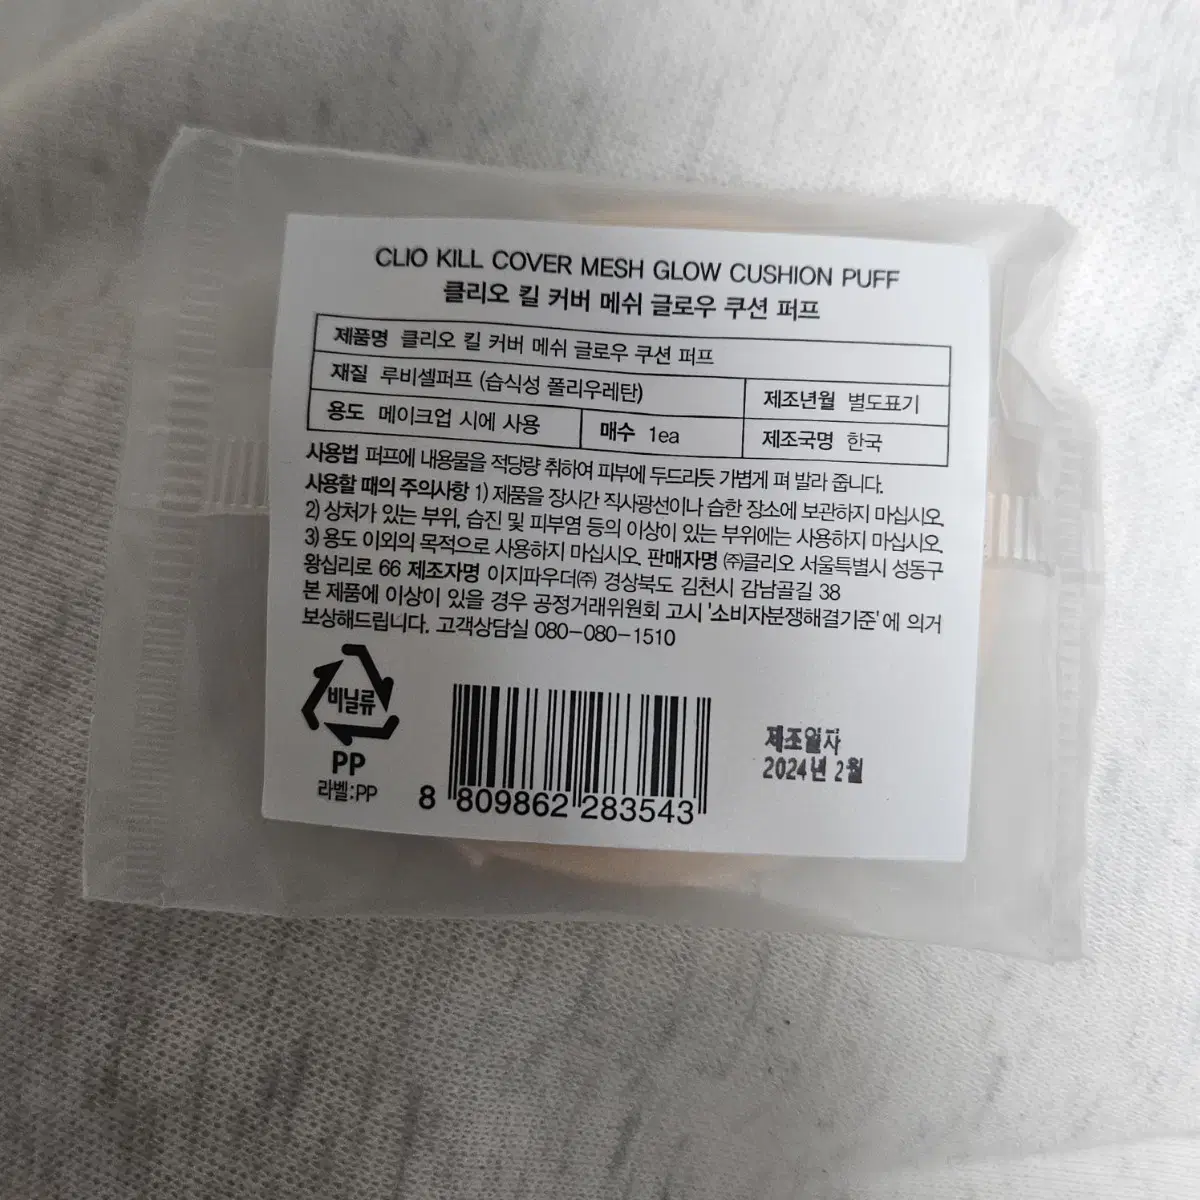 CLIO KILL COVER MESH GLOW CUSHION PUFF
클리오 킬 커버 메쉬 글로우 쿠션 퍼프
제품명 클리오 킬 커버 메쉬 글로우 쿠션 퍼프
재질 루비셀퍼프 (습식성 폴리우레탄) 제조년월 별도표기
용도 메이크업 시에 사용 매수 1ea 제조국명 한국
사용법 퍼프에 내용물을 적당량 취하여 피부에 두드리듯 가볍게 펴 발라 줍니다.
사용할 때의 주의사항 1) 제품을 장시간 직사광선이나 습한 장소에 보관하지 마십시오.
2) 상처가 있는 부위, 습진 및 피부염 등의 이상이 있는 부위에는 사용하지 마십시오.
3) 용도 이외의 목적으로 사용하지 마십시오. 판매자명 ㈜클리오 서울특별시 성동구
왕십리로 66 제조자명 이지파우더㈜ 경상북도 김천시 감남골길 38
본 제품에 이상이 있을 경우 공정거래위원회 고시 '소비자분쟁해결기준'에 의거
보상해드립니다. 고객상담실 080-080-1510
비닐류
PP
라벨:PP
8 809862 283543
제조일자
2024년 2월